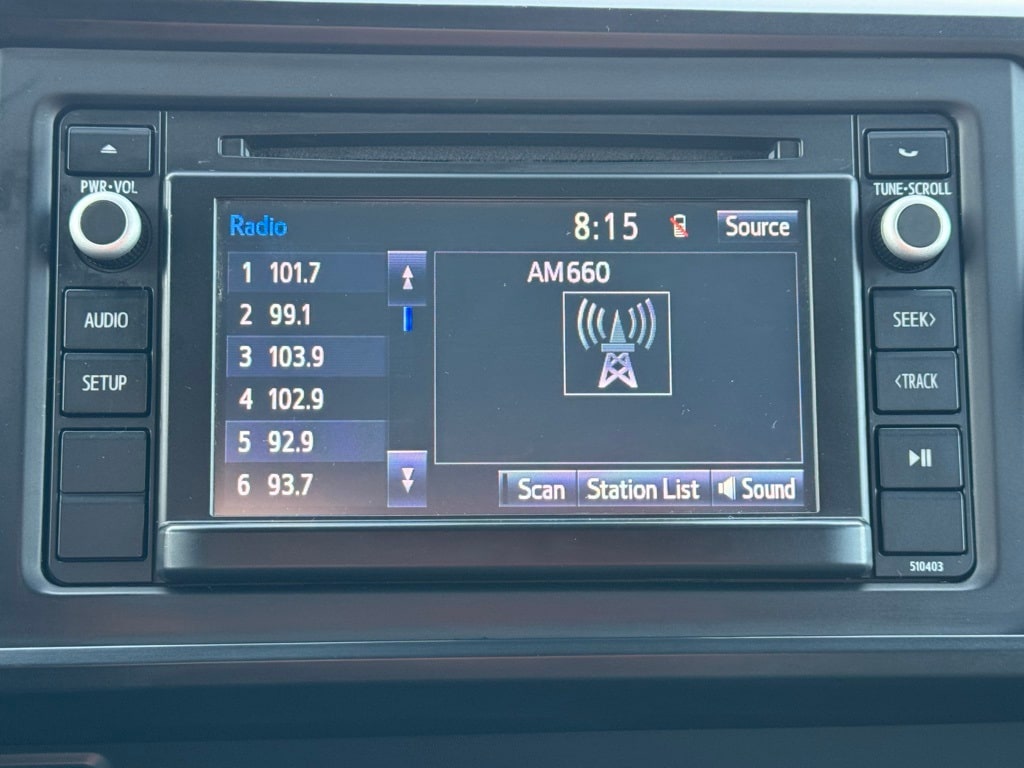 PWR•VOL
TUNE•SCROLL
Radio 8:15 Source
1 101.7
AM660
2 99.1
3 103.9
4 102.9
5 92.9
6 93.7
Scan Station List Sound
AUDIO
SETUP
SEEK>
<TRACK
510403